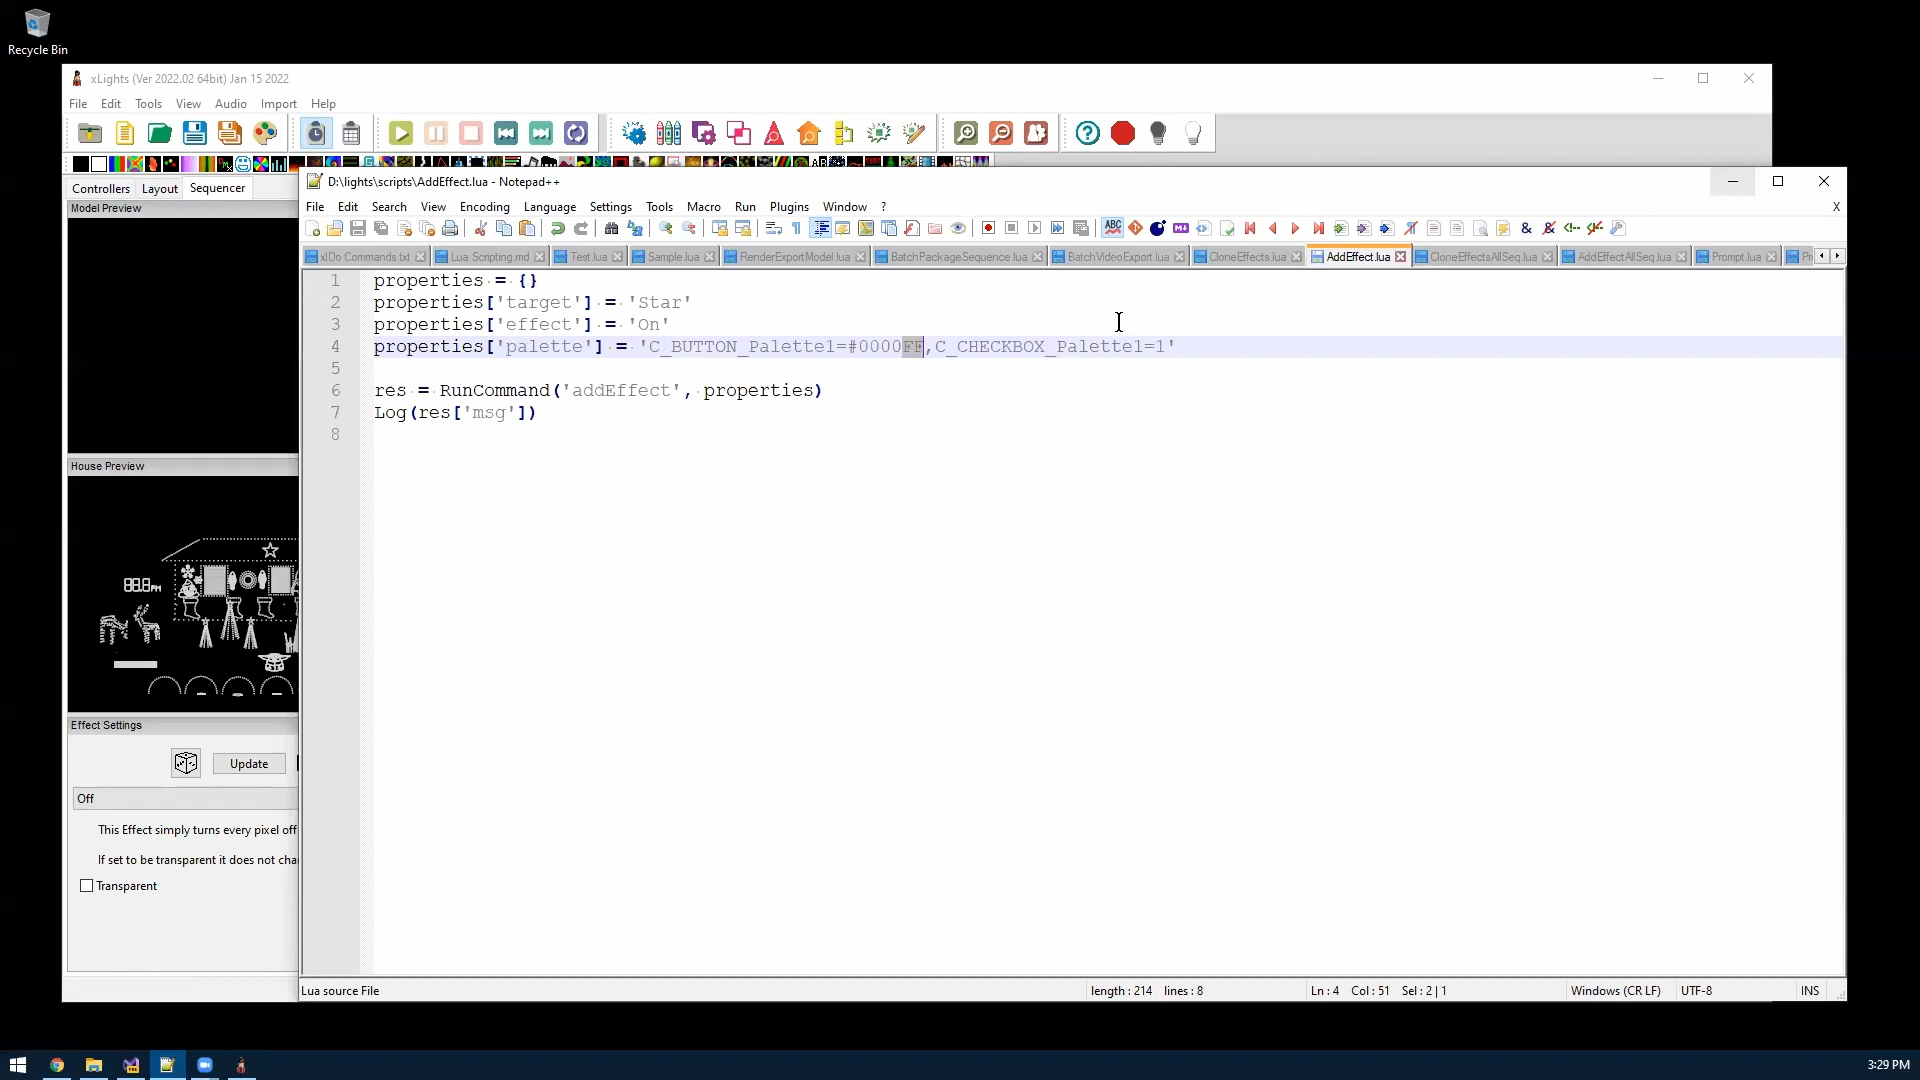 Recycle Bin
xLights (Ver 2022.02 64bit) Jan 15 2022
File Edit Tools View Audio Import Help
Controllers Layout Sequencer
Model Preview
House Preview
88.8 PM
Effect Settings
Update
Off
This Effect simply turns every pixel off
If set to be transparent it does not cha
Transparent
D:\lights\scripts\AddEffect.lua - Notepad++
File Edit Search View Encoding Language Settings Tools Macro Run Plugins Window ?
X
xlDo Commands.txt Lua Scripting.md Test.lua Sample.lua RenderExportModel.lua BatchPackageSequence.lua BatchVideoExport.lua CloneEffects.lua AddEffect.lua CloneEffectsAllSeq.lua AddEffectAllSeq.lua Prompt.lua Pr
1 properties = {}
2 properties['target'] = 'Star'
3 properties['effect'] = 'On'
4 properties['palette'] = 'C_BUTTON_Palette1=#0000FF,C_CHECKBOX_Palette1=1'
5
6 res = RunCommand('addEffect', properties)
7 Log(res['msg'])
8
Lua source File length : 214 lines : 8 Ln : 4 Col : 51 Sel : 2 | 1 Windows (CR LF) UTF-8 INS
3:29 PM